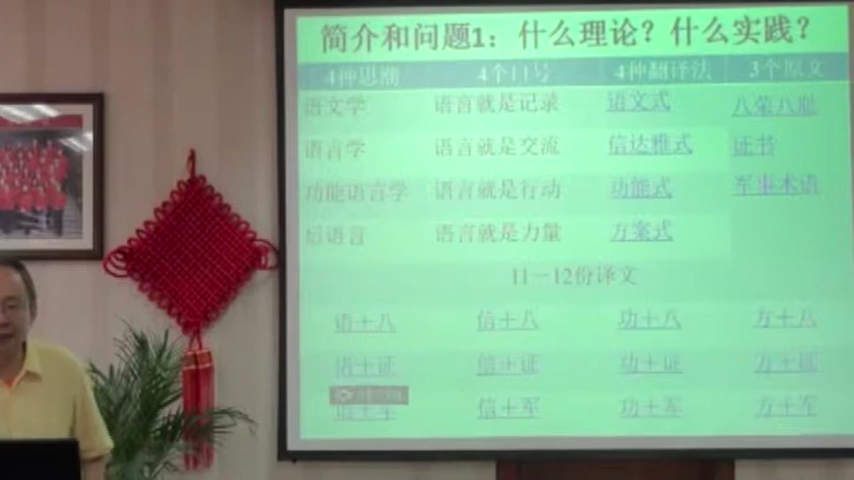 简介和问题1：什么理论？什么实践？
4种思潮 4个口号 4种翻译法 3个原文
语文学 语言就是记录 语文式 八荣八耻
语言学 语言就是交流 信达雅式 证书
功能语言学 语言就是行动 功能式 军事术语
后语言 语言就是力量 方案式
11－12份译文
语＋八 信＋八 功＋八 方＋八
语＋证 信＋证 功＋证 方＋证
语＋军 信＋军 功＋军 方＋军